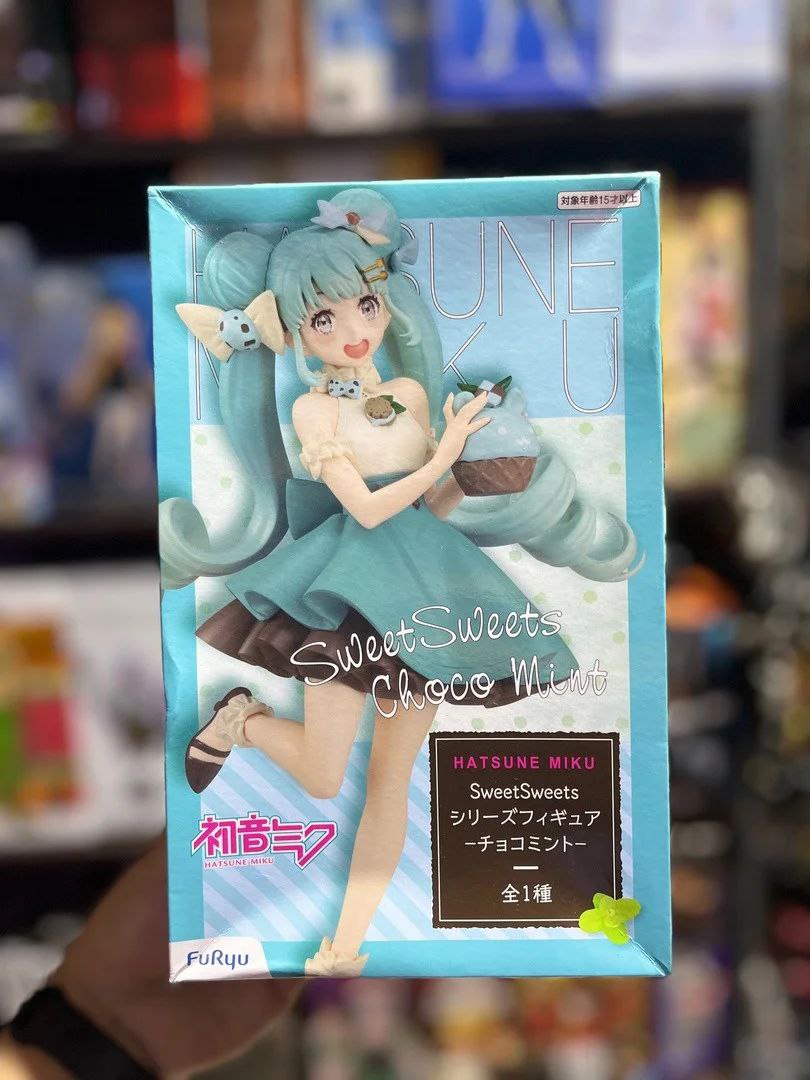 対象年齢15才以上
HATSUNE
MIKU
SweetSweets
Choco Mint
HATSUNE MIKU
SweetSweets
シリーズフィギュア
-チョコミント-
全1種
初音ミク
HATSUNE MIKU
FuRyu